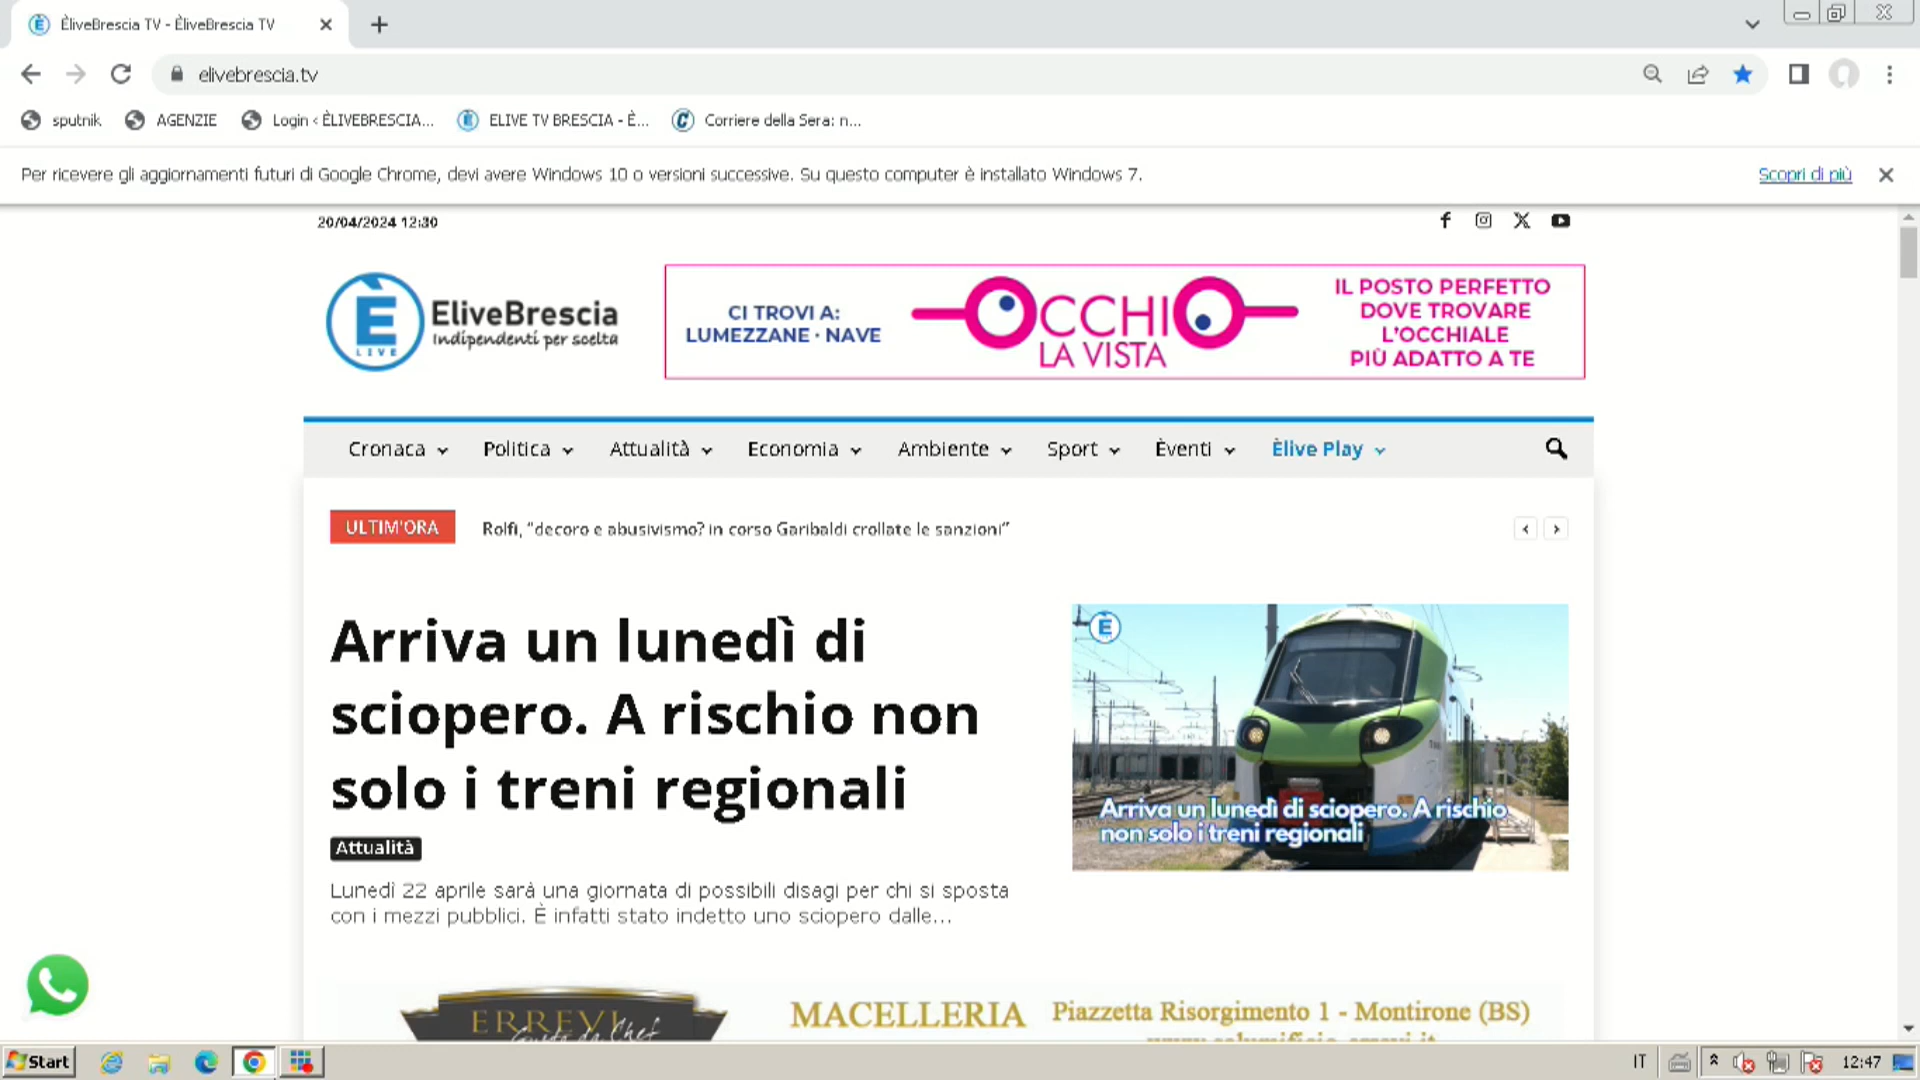 ÈliveBrescia TV - ÈliveBrescia TV
elivebrescia.tv
sputnik
AGENZIE
Login ‹ ÈLIVEBRESCIA...
ELIVE TV BRESCIA - È...
Corriere della Sera: n...
Per ricevere gli aggiornamenti futuri di Google Chrome, devi avere Windows 10 o versioni successive. Su questo computer è installato Windows 7.
Scopri di più
20/04/2024 12:30
È LIVE
EliveBrescia
Indipendenti per scelta
CI TROVI A:
LUMEZZANE · NAVE
OCCHIO
LA VISTA
IL POSTO PERFETTO
DOVE TROVARE
L'OCCHIALE
PIÙ ADATTO A TE
Cronaca
Politica
Attualità
Economia
Ambiente
Sport
Èventi
Èlive Play
ULTIM'ORA
Rolfi, “decoro e abusivismo? in corso Garibaldi crollate le sanzioni”
Arriva un lunedì di
sciopero. A rischio non
solo i treni regionali
Attualità
Lunedì 22 aprile sarà una giornata di possibili disagi per chi si sposta
con i mezzi pubblici. È infatti stato indetto uno sciopero dalle...
È
Arriva un lunedì di sciopero. A rischio
non solo i treni regionali
ERREVI
Gusto da Chef
MACELLERIA
Piazzetta Risorgimento 1 - Montirone (BS)
Start
IT
12:47